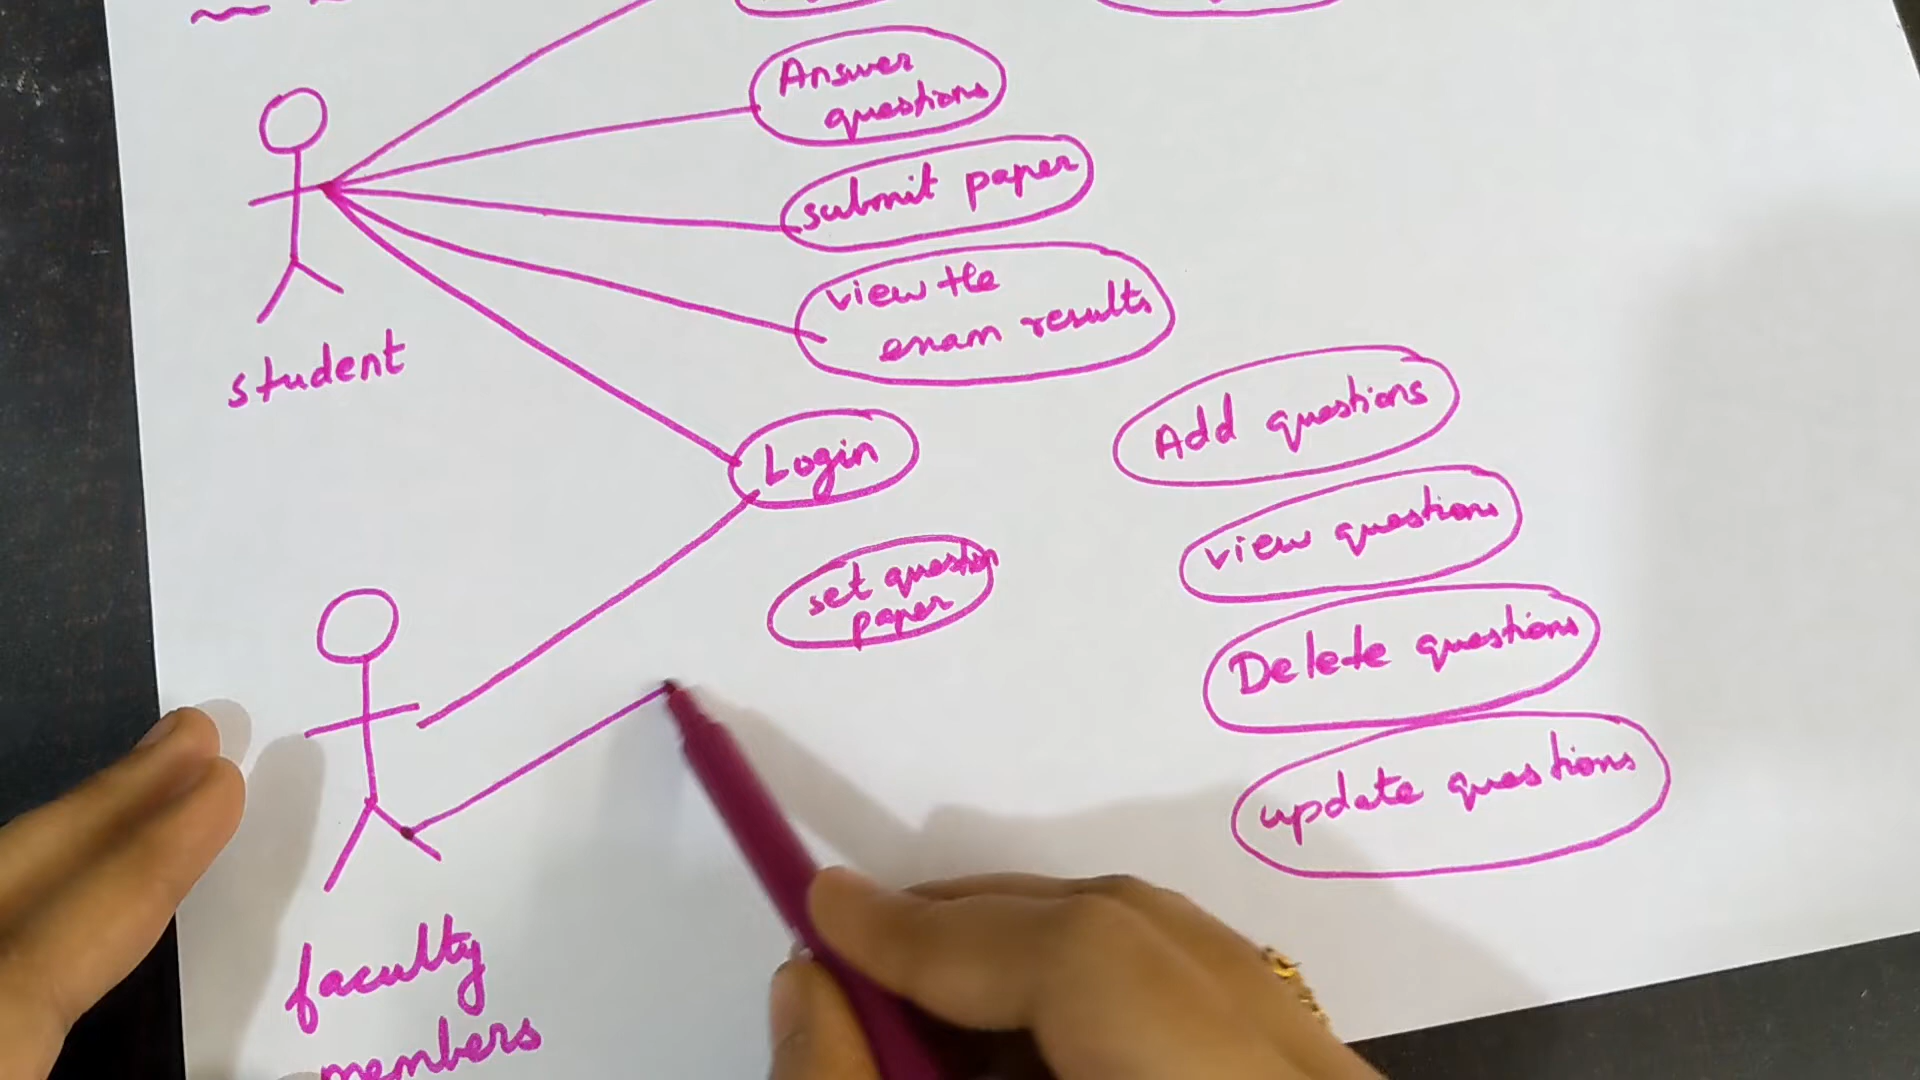 Answer
questions
submit paper
view the
enam results
student
Login
Add questions
view questions
set question
paper
Delete questions
update questions
faculty
members